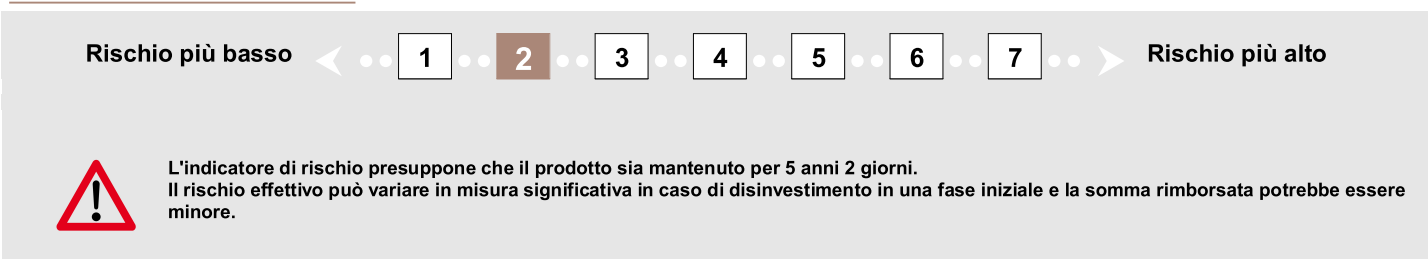 Rischio più basso 1 2 3 4 5 6 7 Rischio più alto
L'indicatore di rischio presuppone che il prodotto sia mantenuto per 5 anni 2 giorni.
Il rischio effettivo può variare in misura significativa in caso di disinvestimento in una fase iniziale e la somma rimborsata potrebbe essere
minore.